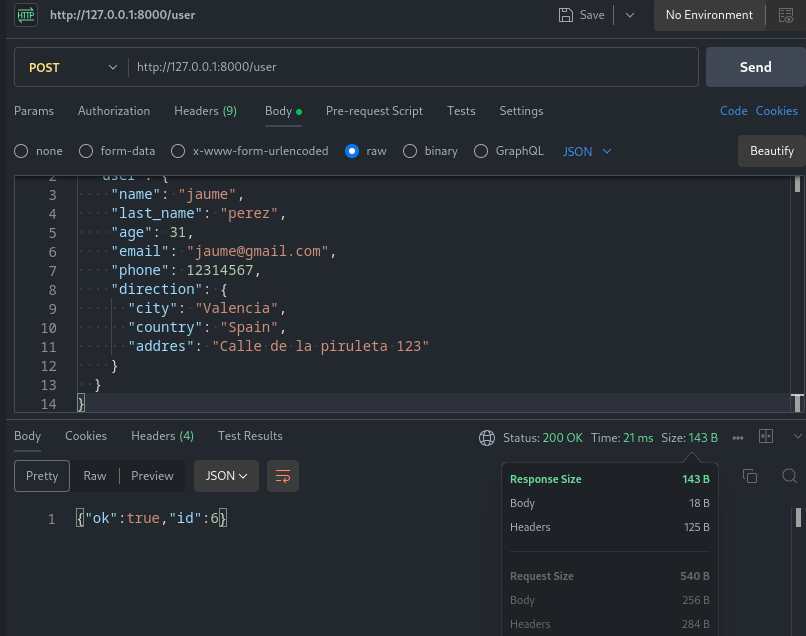 HTTP http://127.0.0.1:8000/user Save No Environment
POST http://127.0.0.1:8000/user Send
Params Authorization Headers (9) Body Pre-request Script Tests Settings Code Cookies
none form-data x-www-form-urlencoded raw binary GraphQL JSON Beautify
2 "user": {
3 "name": "jaume",
4 "last_name": "perez",
5 "age": 31,
6 "email": "jaume@gmail.com",
7 "phone": 12314567,
8 "direction": {
9 "city": "Valencia",
10 "country": "Spain",
11 "addres": "Calle de la piruleta 123"
12 }
13 }
14 }
Body Cookies Headers (4) Test Results Status: 200 OK Time: 21 ms Size: 143 B
Pretty Raw Preview JSON
1 {"ok":true,"id":6}
Response Size 143 B
Body 18 B
Headers 125 B
Request Size 540 B
Body 256 B
Headers 284 B